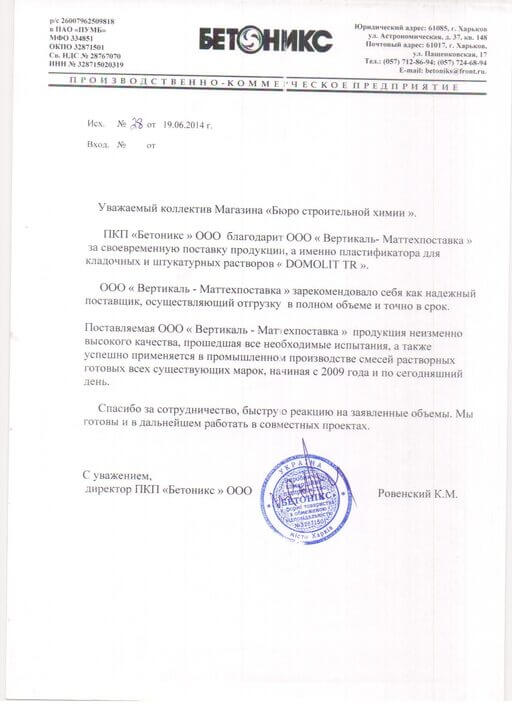 р/с 26007962509818
в ПАО «ПУМБ»
МФО 334851
ОКПО 32871501
Св. НДС № 28767070
ИНН № 328715020319
БЕТОНИКС
Юридический адрес: 61085, г. Харьков
ул. Астрономическая, д. 37, кв. 148
Почтовый адрес: 61017, г. Харьков,
ул. Пащенковская, 17
Тел.: (057) 712-86-94; (057) 724-68-94
E-mail: betoniks@front.ru.
ПРОИЗВОДСТВЕННО-КОММЕРЧЕСКОЕ ПРЕДПРИЯТИЕ
Исх. № 28 от 19.06.2014 г.
Вход. № от
Уважаемый коллектив Магазина «Бюро строительной химии ».
ПКП «Бетоникс » ООО благодарит ООО « Вертикаль- Маттехпоставка »
за своевременную поставку продукции, а именно пластификатора для
кладочных и штукатурных растворов « DOMOLIT TR ».
ООО « Вертикаль - Маттехпоставка » зарекомендовало себя как надежный
поставщик, осуществляющий отгрузку в полном объеме и точно в срок.
Поставляемая ООО « Вертикаль - Маттехпоставка » продукция неизменно
высокого качества, прошедшая все необходимые испытания, а также
успешно применяется в промышленном производстве смесей растворных
готовых всех существующих марок, начиная с 2009 года и по сегодняшний
день.
Спасибо за сотрудничество, быструю реакцию на заявленные объемы. Мы
готовы и в дальнейшем работать в совместных проектах.
С уважением,
директор ПКП «Бетоникс » ООО
Ровенский К.М.
УКРАЇНА
«БЕТОНІКС»
у формі товариства
з обмеженою
відповідальністю
№32871501
місто Харків